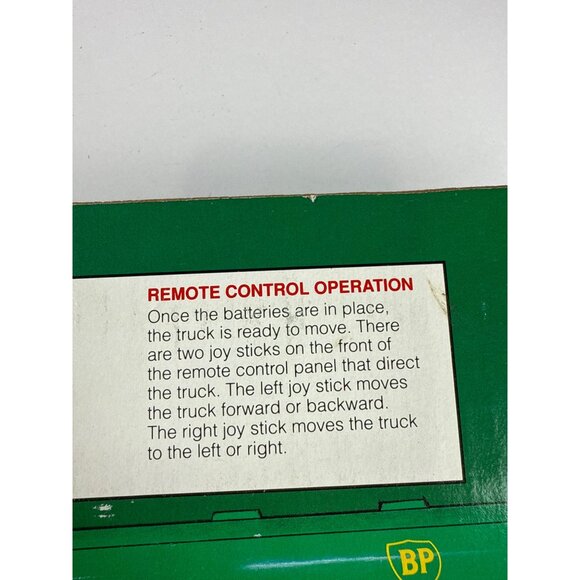 REMOTE CONTROL OPERATION
Once the batteries are in place,
the truck is ready to move. There
are two joy sticks on the front of
the remote control panel that direct
the truck. The left joy stick moves
the truck forward or backward.
The right joy stick moves the truck
to the left or right.
BP